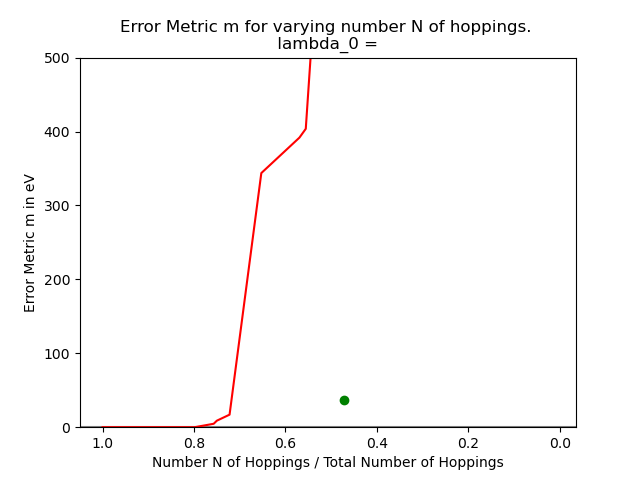 Error Metric m for varying number N of hoppings.
lambda_0 =
500
400
300
200
100
0
Error Metric m in eV
1.0 0.8 0.6 0.4 0.2 0.0
Number N of Hoppings / Total Number of Hoppings